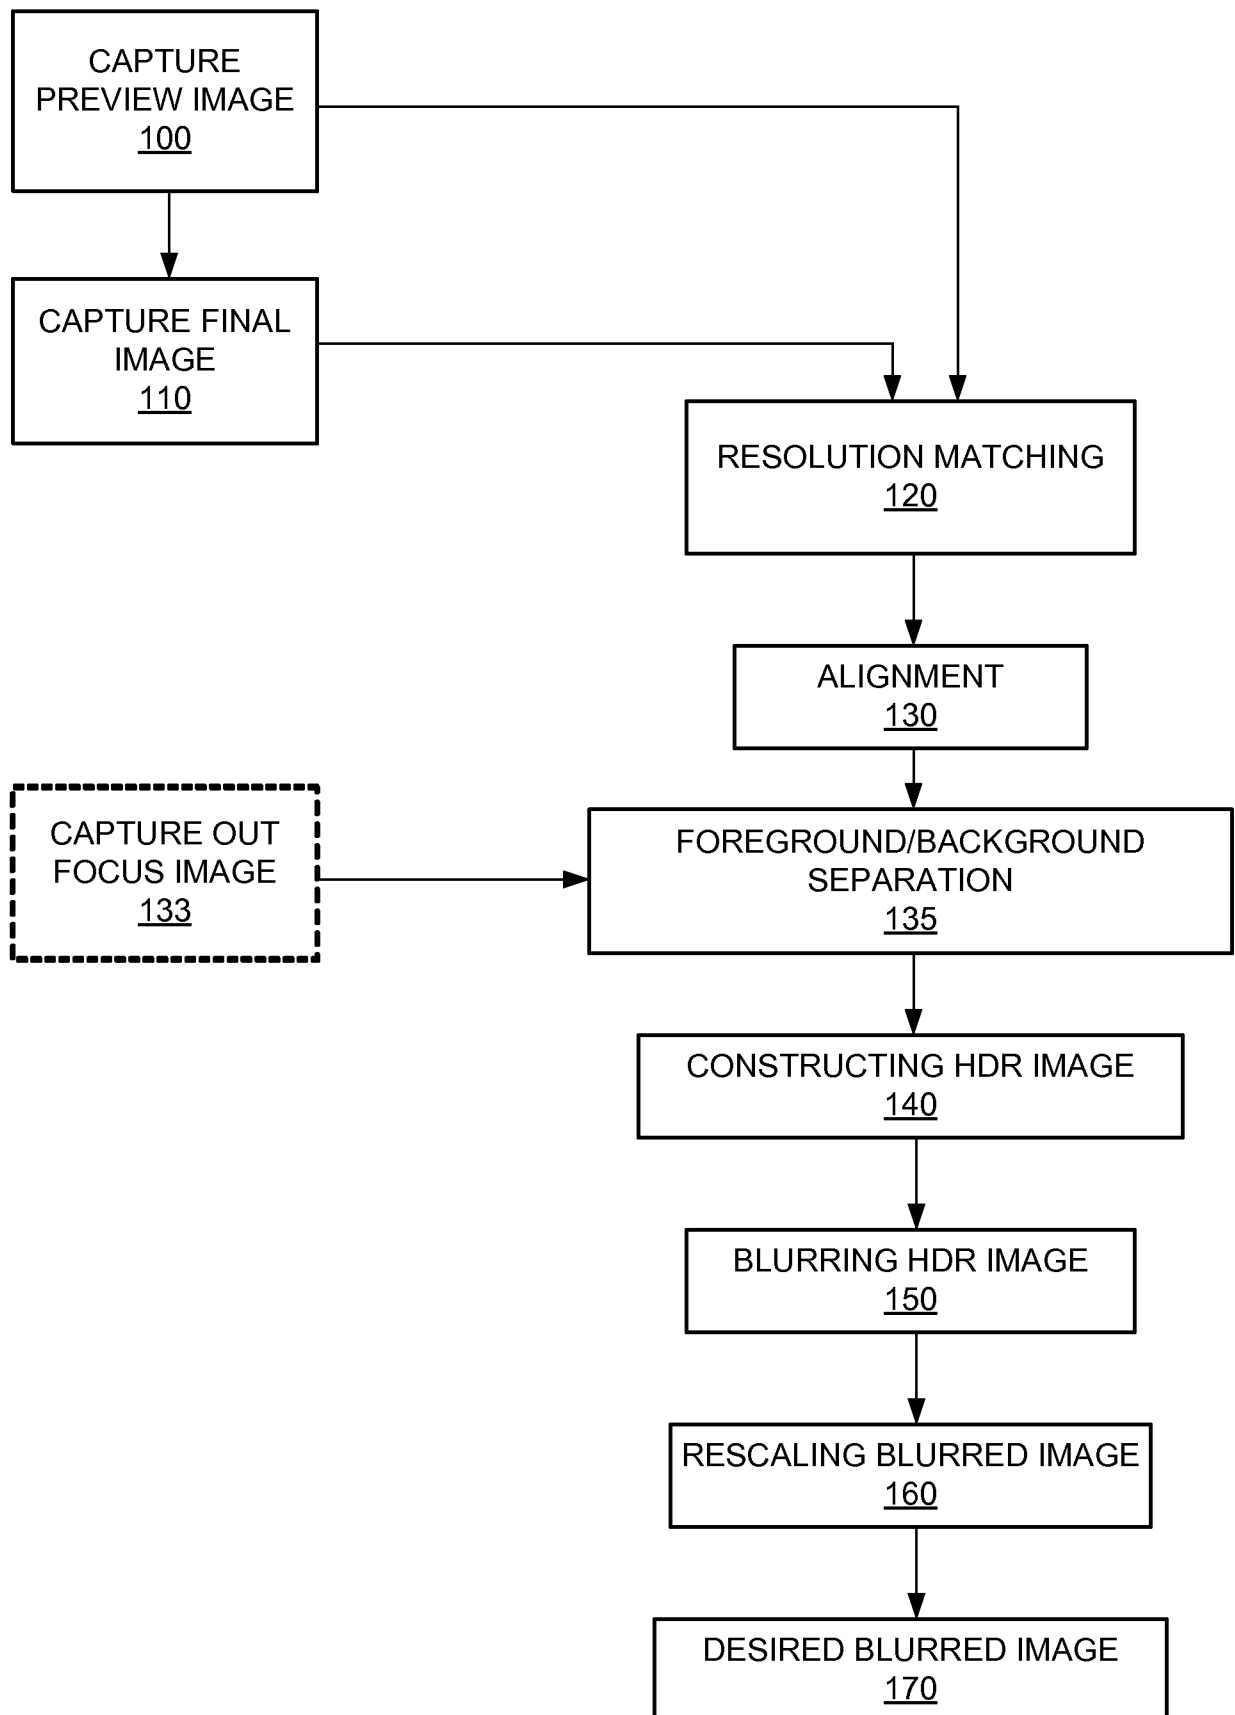 CAPTURE
PREVIEW IMAGE
100
CAPTURE FINAL
IMAGE
110
RESOLUTION MATCHING
120
ALIGNMENT
130
CAPTURE OUT
FOCUS IMAGE
133
FOREGROUND/BACKGROUND
SEPARATION
135
CONSTRUCTING HDR IMAGE
140
BLURRING HDR IMAGE
150
RESCALING BLURRED IMAGE
160
DESIRED BLURRED IMAGE
170